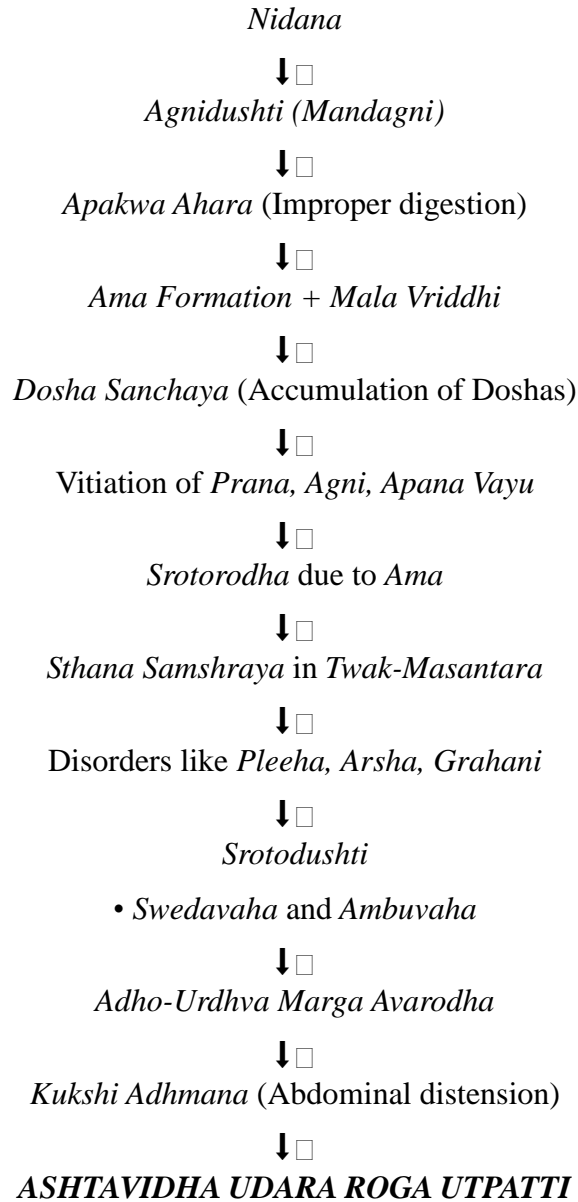 Nidana
⬇□
Agnidushti (Mandagni)
⬇□
Apakwa Ahara (Improper digestion)
⬇□
Ama Formation + Mala Vriddhi
⬇□
Dosha Sanchaya (Accumulation of Doshas)
⬇□
Vitiation of Prana, Agni, Apana Vayu
⬇□
Srotorodha due to Ama
⬇□
Sthana Samshraya in Twak-Masantara
⬇□
Disorders like Pleeha, Arsha, Grahani
⬇□
Srotodushti
• Swedavaha and Ambuvaha
⬇□
Adho-Urdhva Marga Avarodha
⬇□
Kukshi Adhmana (Abdominal distension)
⬇□
ASHTAVIDHA UDARA ROGA UTPATTI